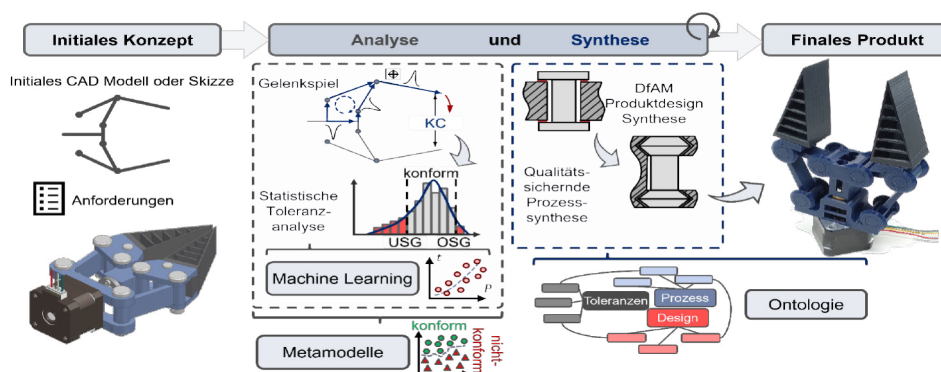 Initiales Konzept
Analyse und Synthese
Finales Produkt
Initiales CAD Modell oder Skizze
Anforderungen
Gelenkspiel
KC
Statistische
Toleranz-
analyse
konform
USG OSG
Machine Learning
t
p
Metamodelle
konform
nicht-
konform
DfAM
Produktdesign
Synthese
Qualitäts-
sichernde
Prozess-
synthese
Toleranzen
Prozess
Design
Ontologie